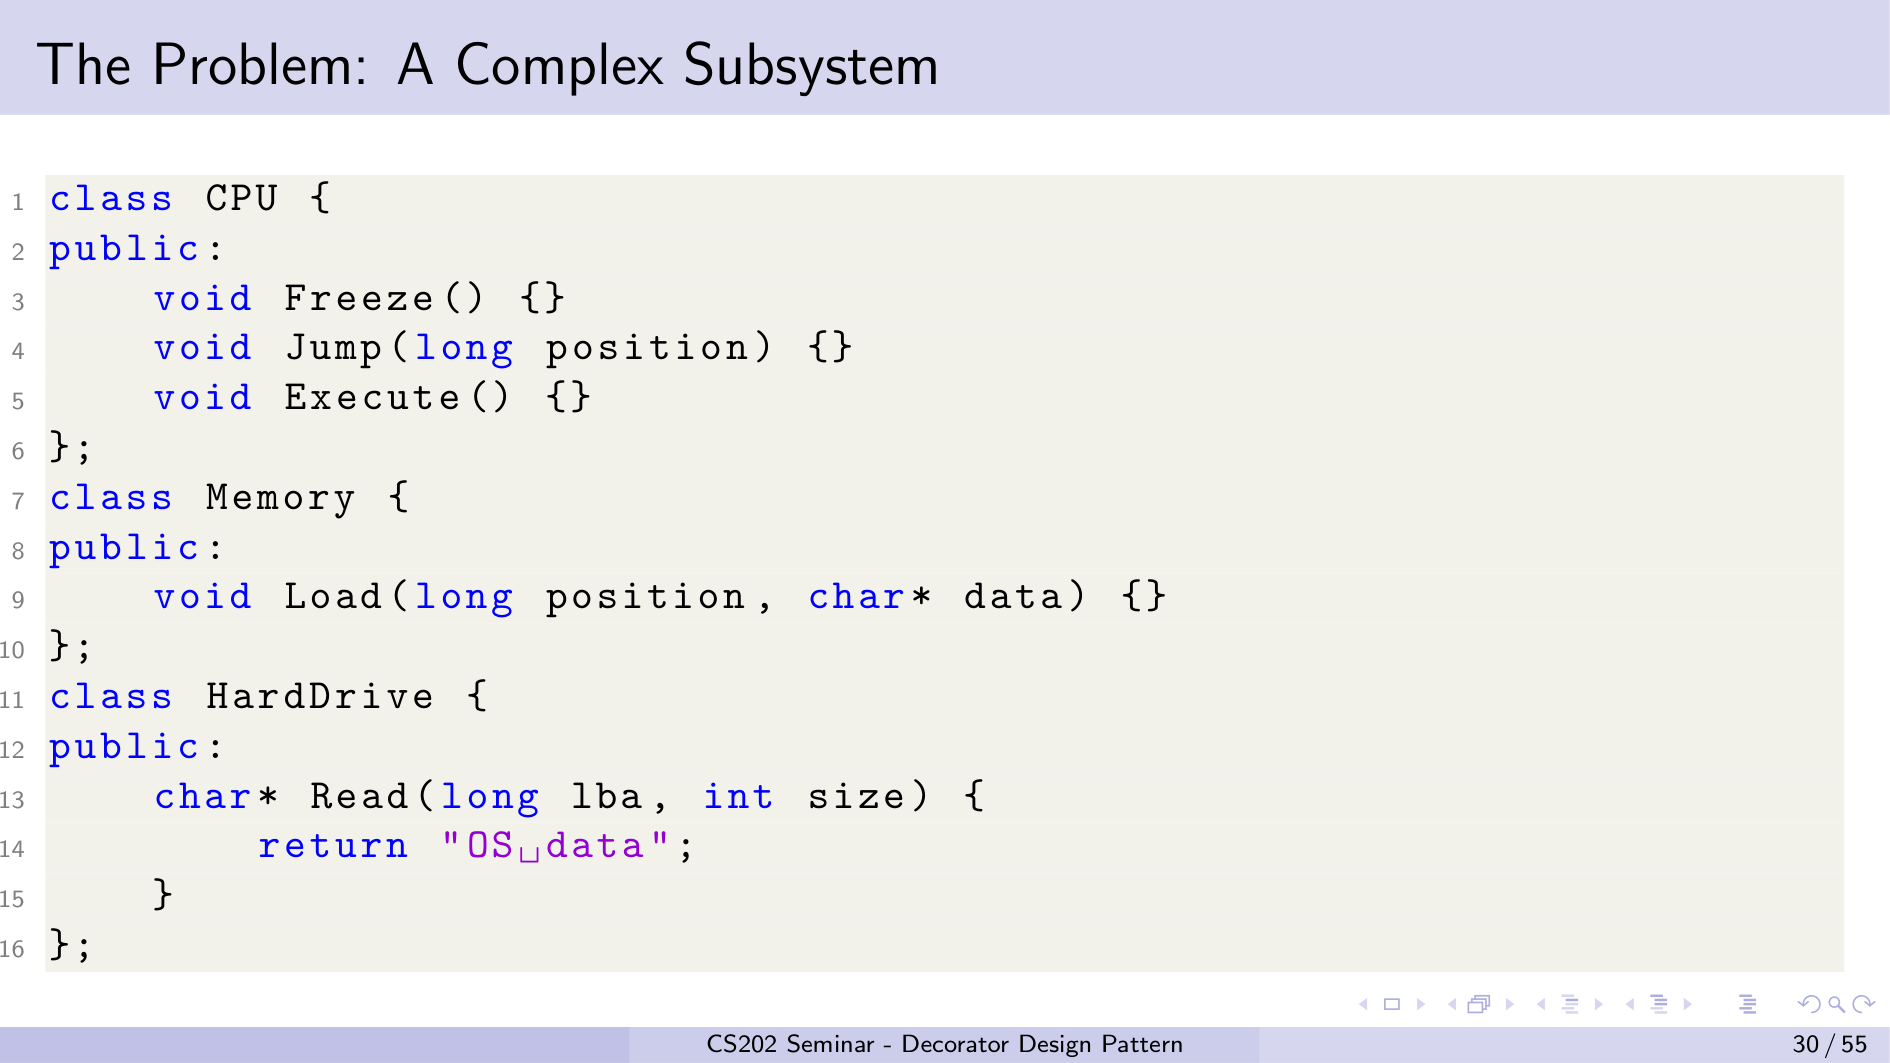 The Problem: A Complex Subsystem
1 class CPU {
2 public:
3     void Freeze() {}
4     void Jump(long position) {}
5     void Execute() {}
6 };
7 class Memory {
8 public:
9     void Load(long position, char* data) {}
10 };
11 class HardDrive {
12 public:
13     char* Read(long lba, int size) {
14         return "OS␣data";
15     }
16 };
CS202 Seminar - Decorator Design Pattern
30 / 55